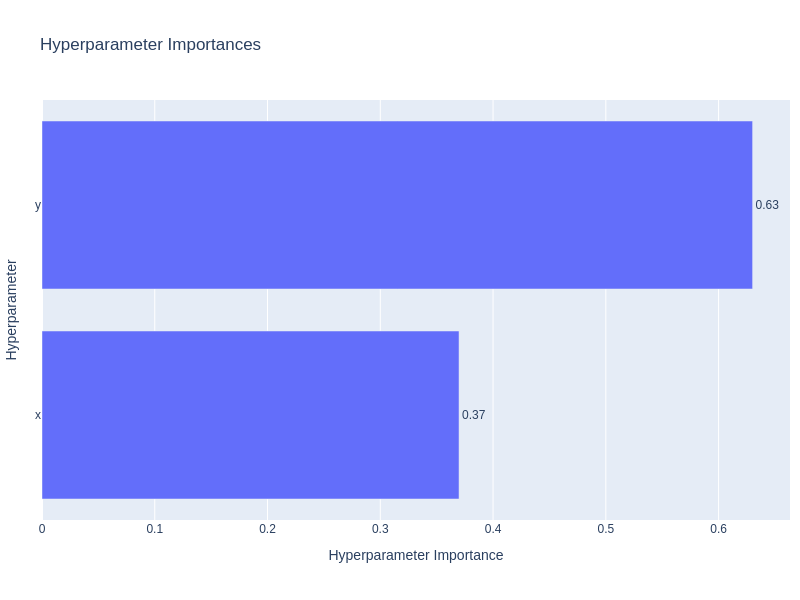 Hyperparameter Importances
y
0.63
Hyperparameter
x
0.37
0
0.1
0.2
0.3
0.4
0.5
0.6
Hyperparameter Importance